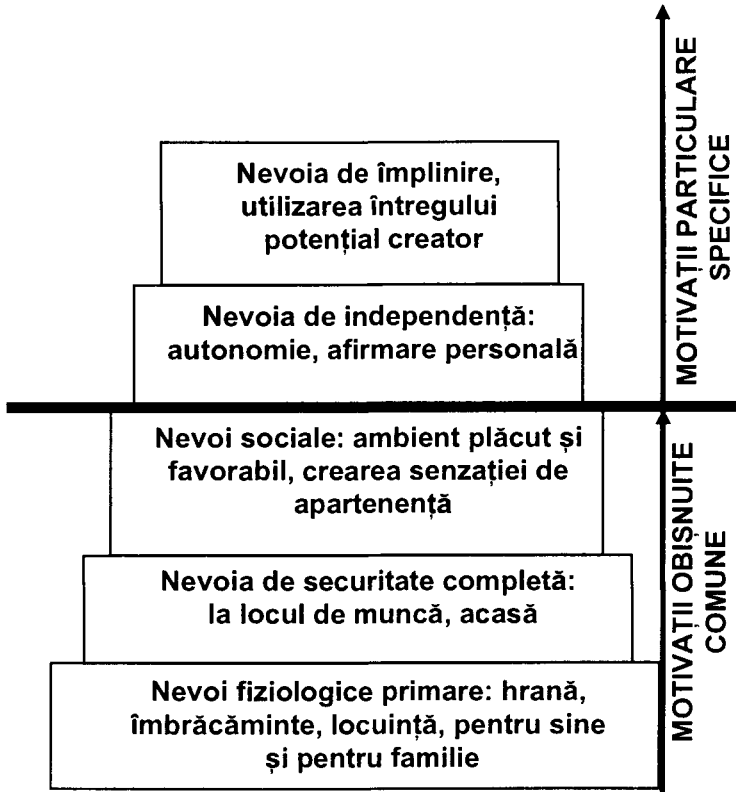 Nevoia de împlinire,
utilizarea întregului
potențial creator
Nevoia de independență:
autonomie, afirmare personală
Nevoi sociale: ambient plăcut și
favorabil, crearea senzației de
apartenență
Nevoia de securitate completă:
la locul de muncă, acasă
Nevoi fiziologice primare: hrană,
îmbrăcăminte, locuință, pentru sine
și pentru familie
MOTIVAȚII PARTICULARE
SPECIFICE
MOTIVAȚII OBIȘNUITE
COMUNE